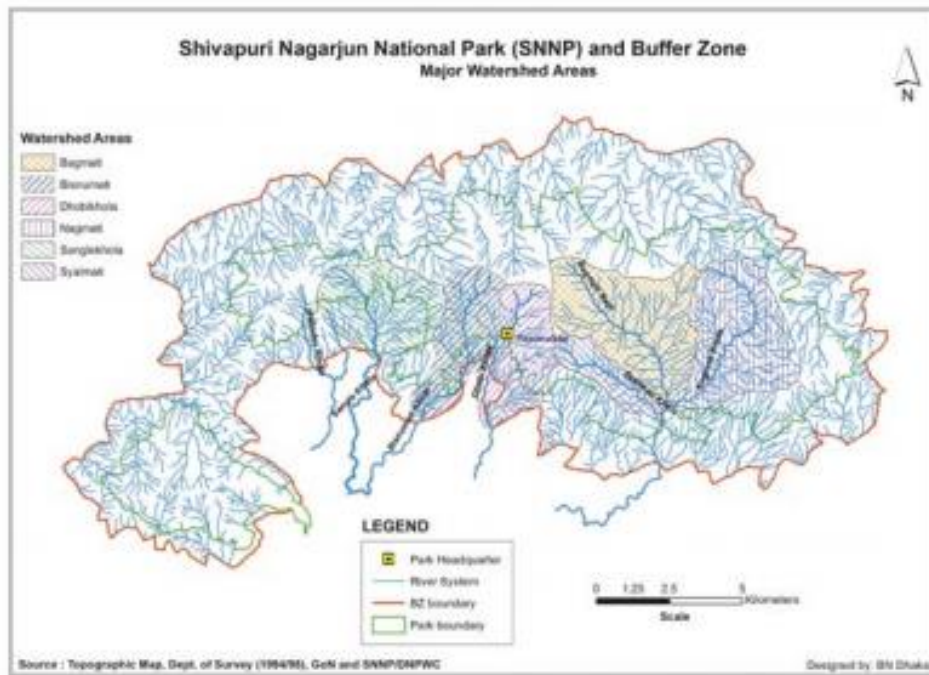 Shivapuri Nagarjun National Park (SNNP) and Buffer Zone
Major Watershed Areas
N
Watershed Areas
Bagmati
Bisnumati
Dhobikhola
Nagmati
Sanglekhola
Syalmati
LEGEND
Park Headquarter
River System
BZ boundary
Park boundary
0 1.25 2.5 5
Kilometers
Scale
Source : Topographic Map, Dept. of Survey (1994/98), GoN and SNNP/DNPWC
Designed by: BN Dhakal